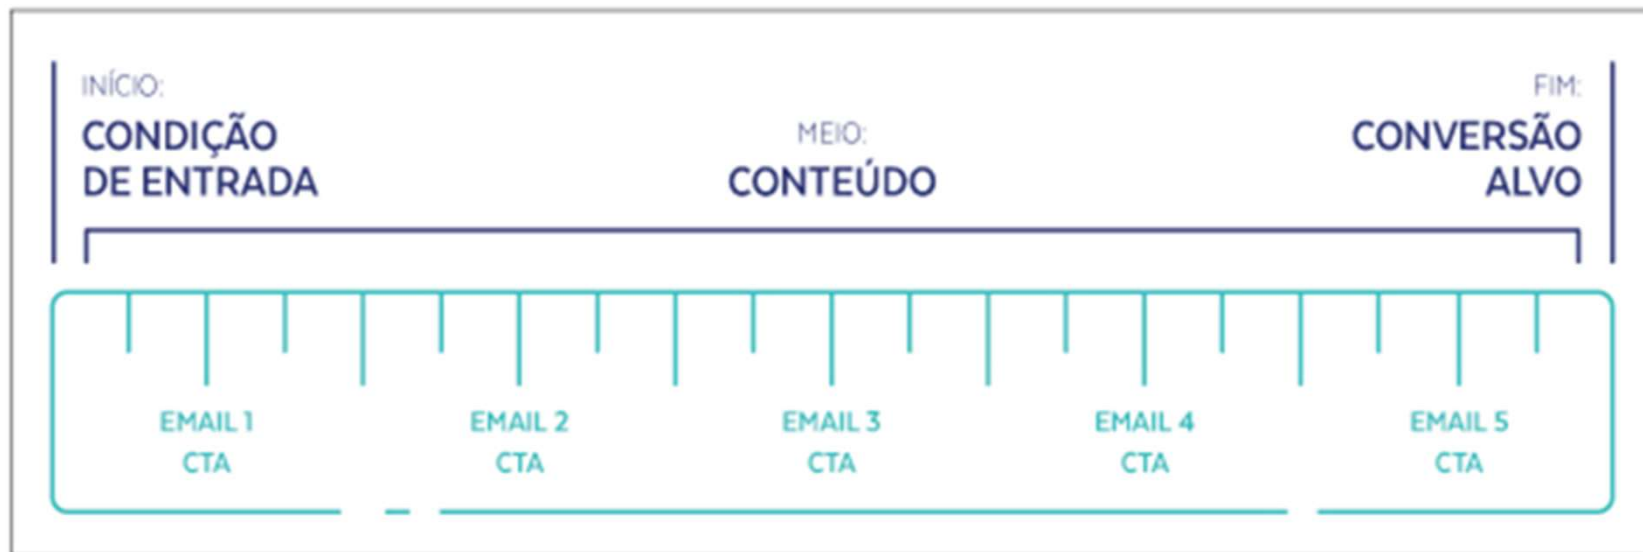 INÍCIO:
CONDIÇÃO
DE ENTRADA
MEIO:
CONTEÚDO
FIM:
CONVERSÃO
ALVO
EMAIL 1
CTA
EMAIL 2
CTA
EMAIL 3
CTA
EMAIL 4
CTA
EMAIL 5
CTA